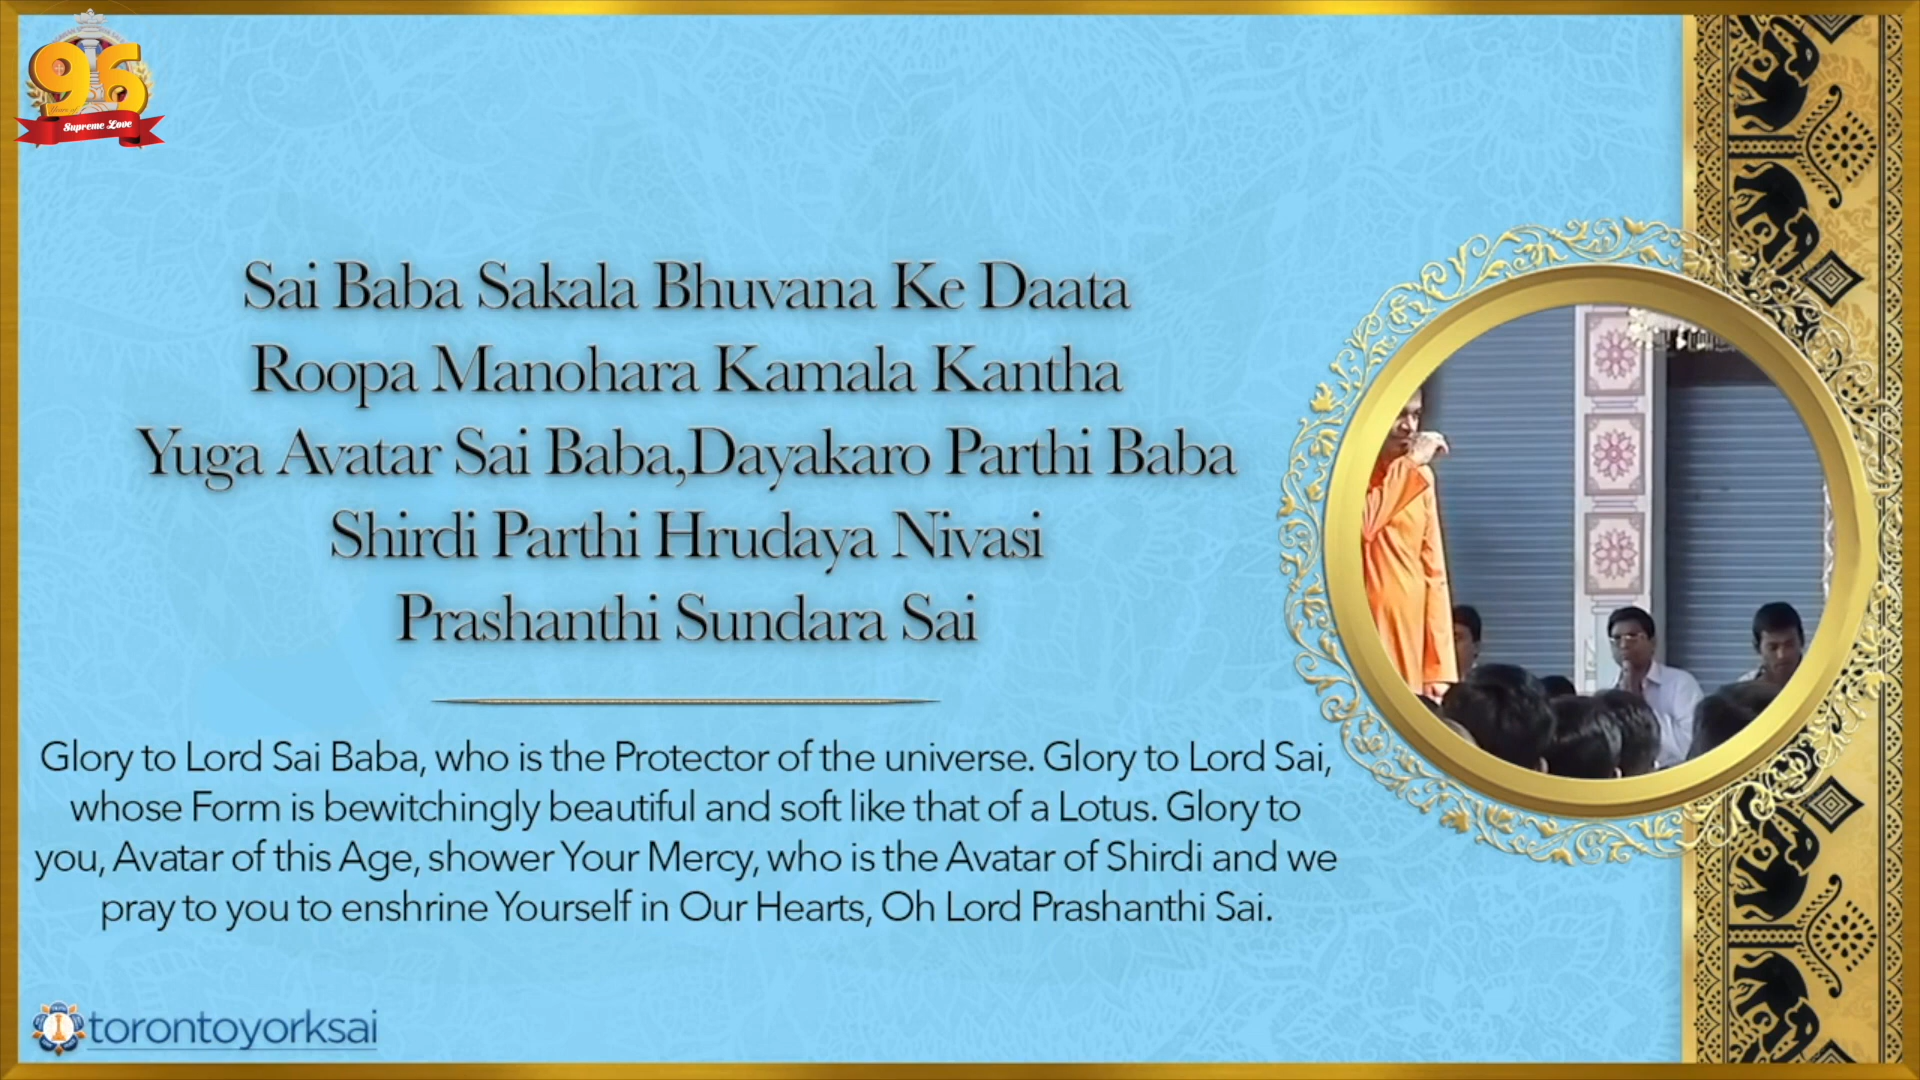 96
Years of
Supreme Love
Sai Baba Sakala Bhuvana Ke Daata
Roopa Manohara Kamala Kantha
Yuga Avatar Sai Baba,Dayakaro Parthi Baba
Shirdi Parthi Hrudaya Nivasi
Prashanthi Sundara Sai
Glory to Lord Sai Baba, who is the Protector of the universe. Glory to Lord Sai,
whose Form is bewitchingly beautiful and soft like that of a Lotus. Glory to
you, Avatar of this Age, shower Your Mercy, who is the Avatar of Shirdi and we
pray to you to enshrine Yourself in Our Hearts, Oh Lord Prashanthi Sai.
torontoyorksai